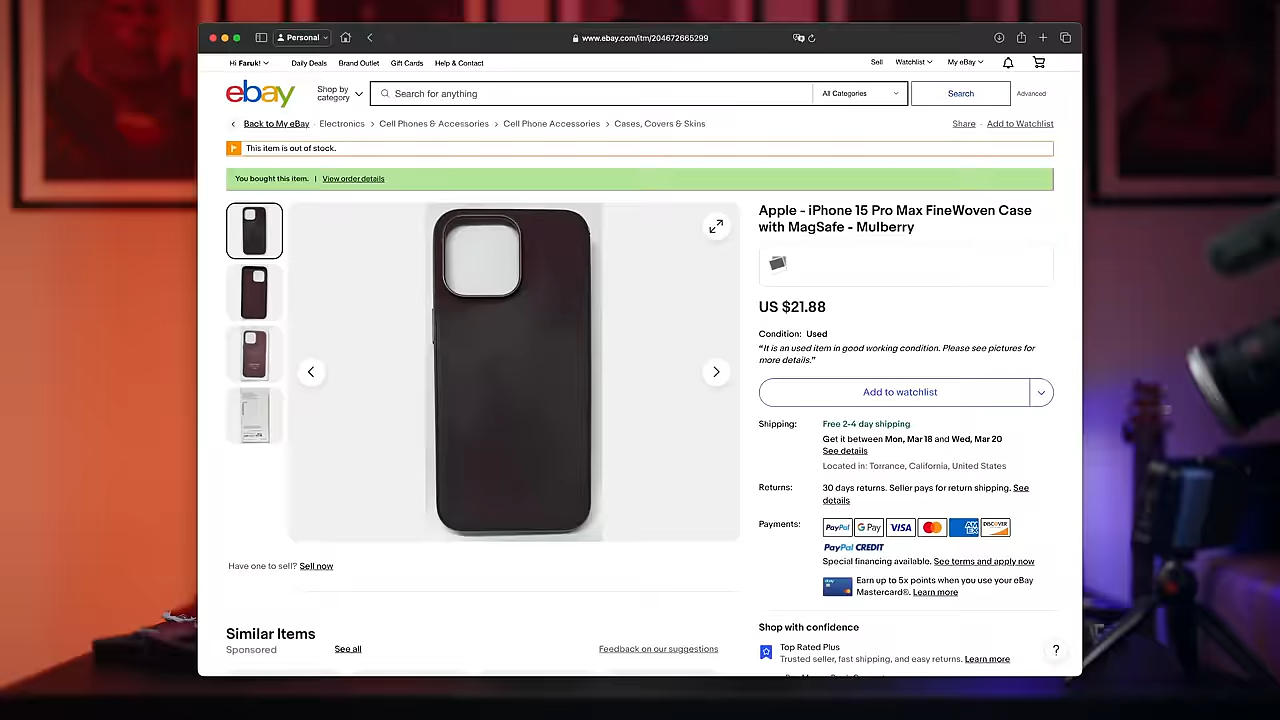 Personal
www.ebay.com/itm/204672665299
Hi Faruk!
Daily Deals
Brand Outlet
Gift Cards
Help & Contact
Sell
Watchlist
My eBay
ebay
Shop by category
Search for anything
All Categories
Search
Advanced
Back to My eBay
Electronics > Cell Phones & Accessories > Cell Phone Accessories > Cases, Covers & Skins
Share
Add to Watchlist
This item is out of stock.
You bought this item. | View order details
Apple - iPhone 15 Pro Max FineWoven Case
with MagSafe - Mulberry
US $21.88
Condition: Used
“It is an used item in good working condition. Please see pictures for
more details.”
Add to watchlist
Shipping: Free 2-4 day shipping
Get it between Mon, Mar 18 and Wed, Mar 20
See details
Located in: Torrance, California, United States
Returns: 30 days returns. Seller pays for return shipping. See
details
Payments: PayPal G Pay VISA AM EX DISCOVER
PayPal CREDIT
Special financing available. See terms and apply now
Earn up to 5x points when you use your eBay
Mastercard®. Learn more
Have one to sell? Sell now
Shop with confidence
Top Rated Plus
Trusted seller, fast shipping, and easy returns. Learn more
Similar Items
Sponsored
See all
Feedback on our suggestions
?